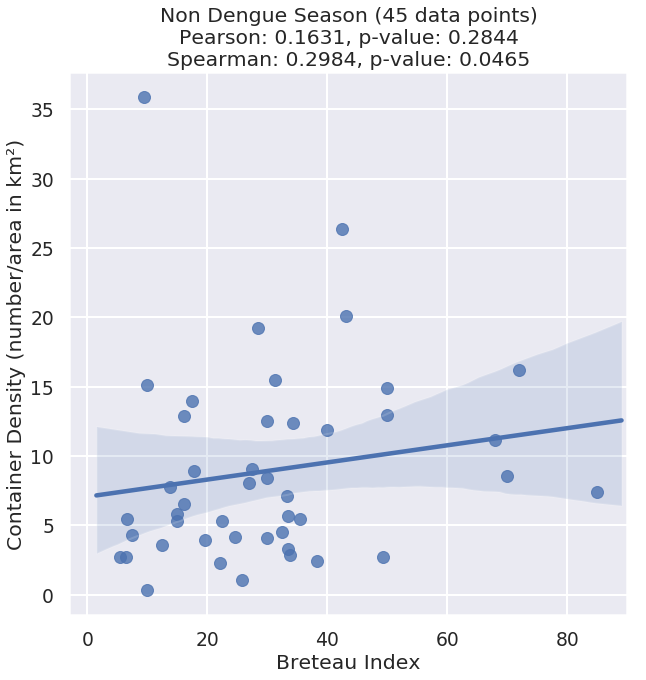 Non Dengue Season (45 data points)
Pearson: 0.1631, p-value: 0.2844
Spearman: 0.2984, p-value: 0.0465
Container Density (number/area in km²)
35
30
25
20
15
10
5
0
0 20 40 60 80
Breteau Index